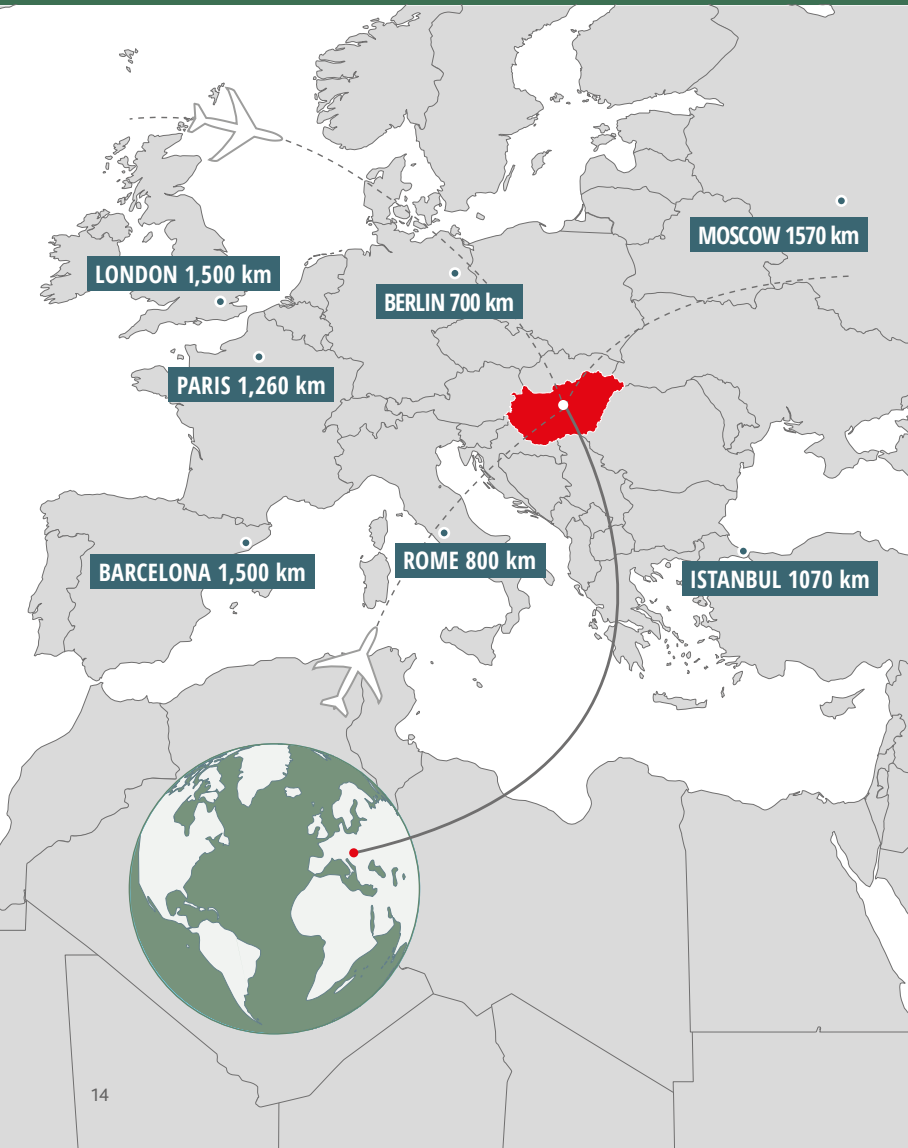 MOSCOW 1570 km
LONDON 1,500 km
BERLIN 700 km
PARIS 1,260 km
BARCELONA 1,500 km
ROME 800 km
ISTANBUL 1070 km
14